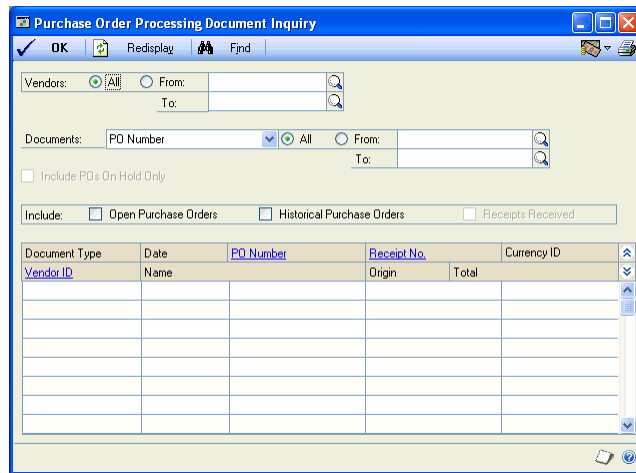 Purchase Order Processing Document Inquiry
OK Redisplay Find
Vendors: All From:
To:
Documents: PO Number All From:
To:
Include POs On Hold Only
Include: Open Purchase Orders Historical Purchase Orders Receipts Received
Document Type Date PO Number Receipt No. Currency ID
Vendor ID Name Origin Total